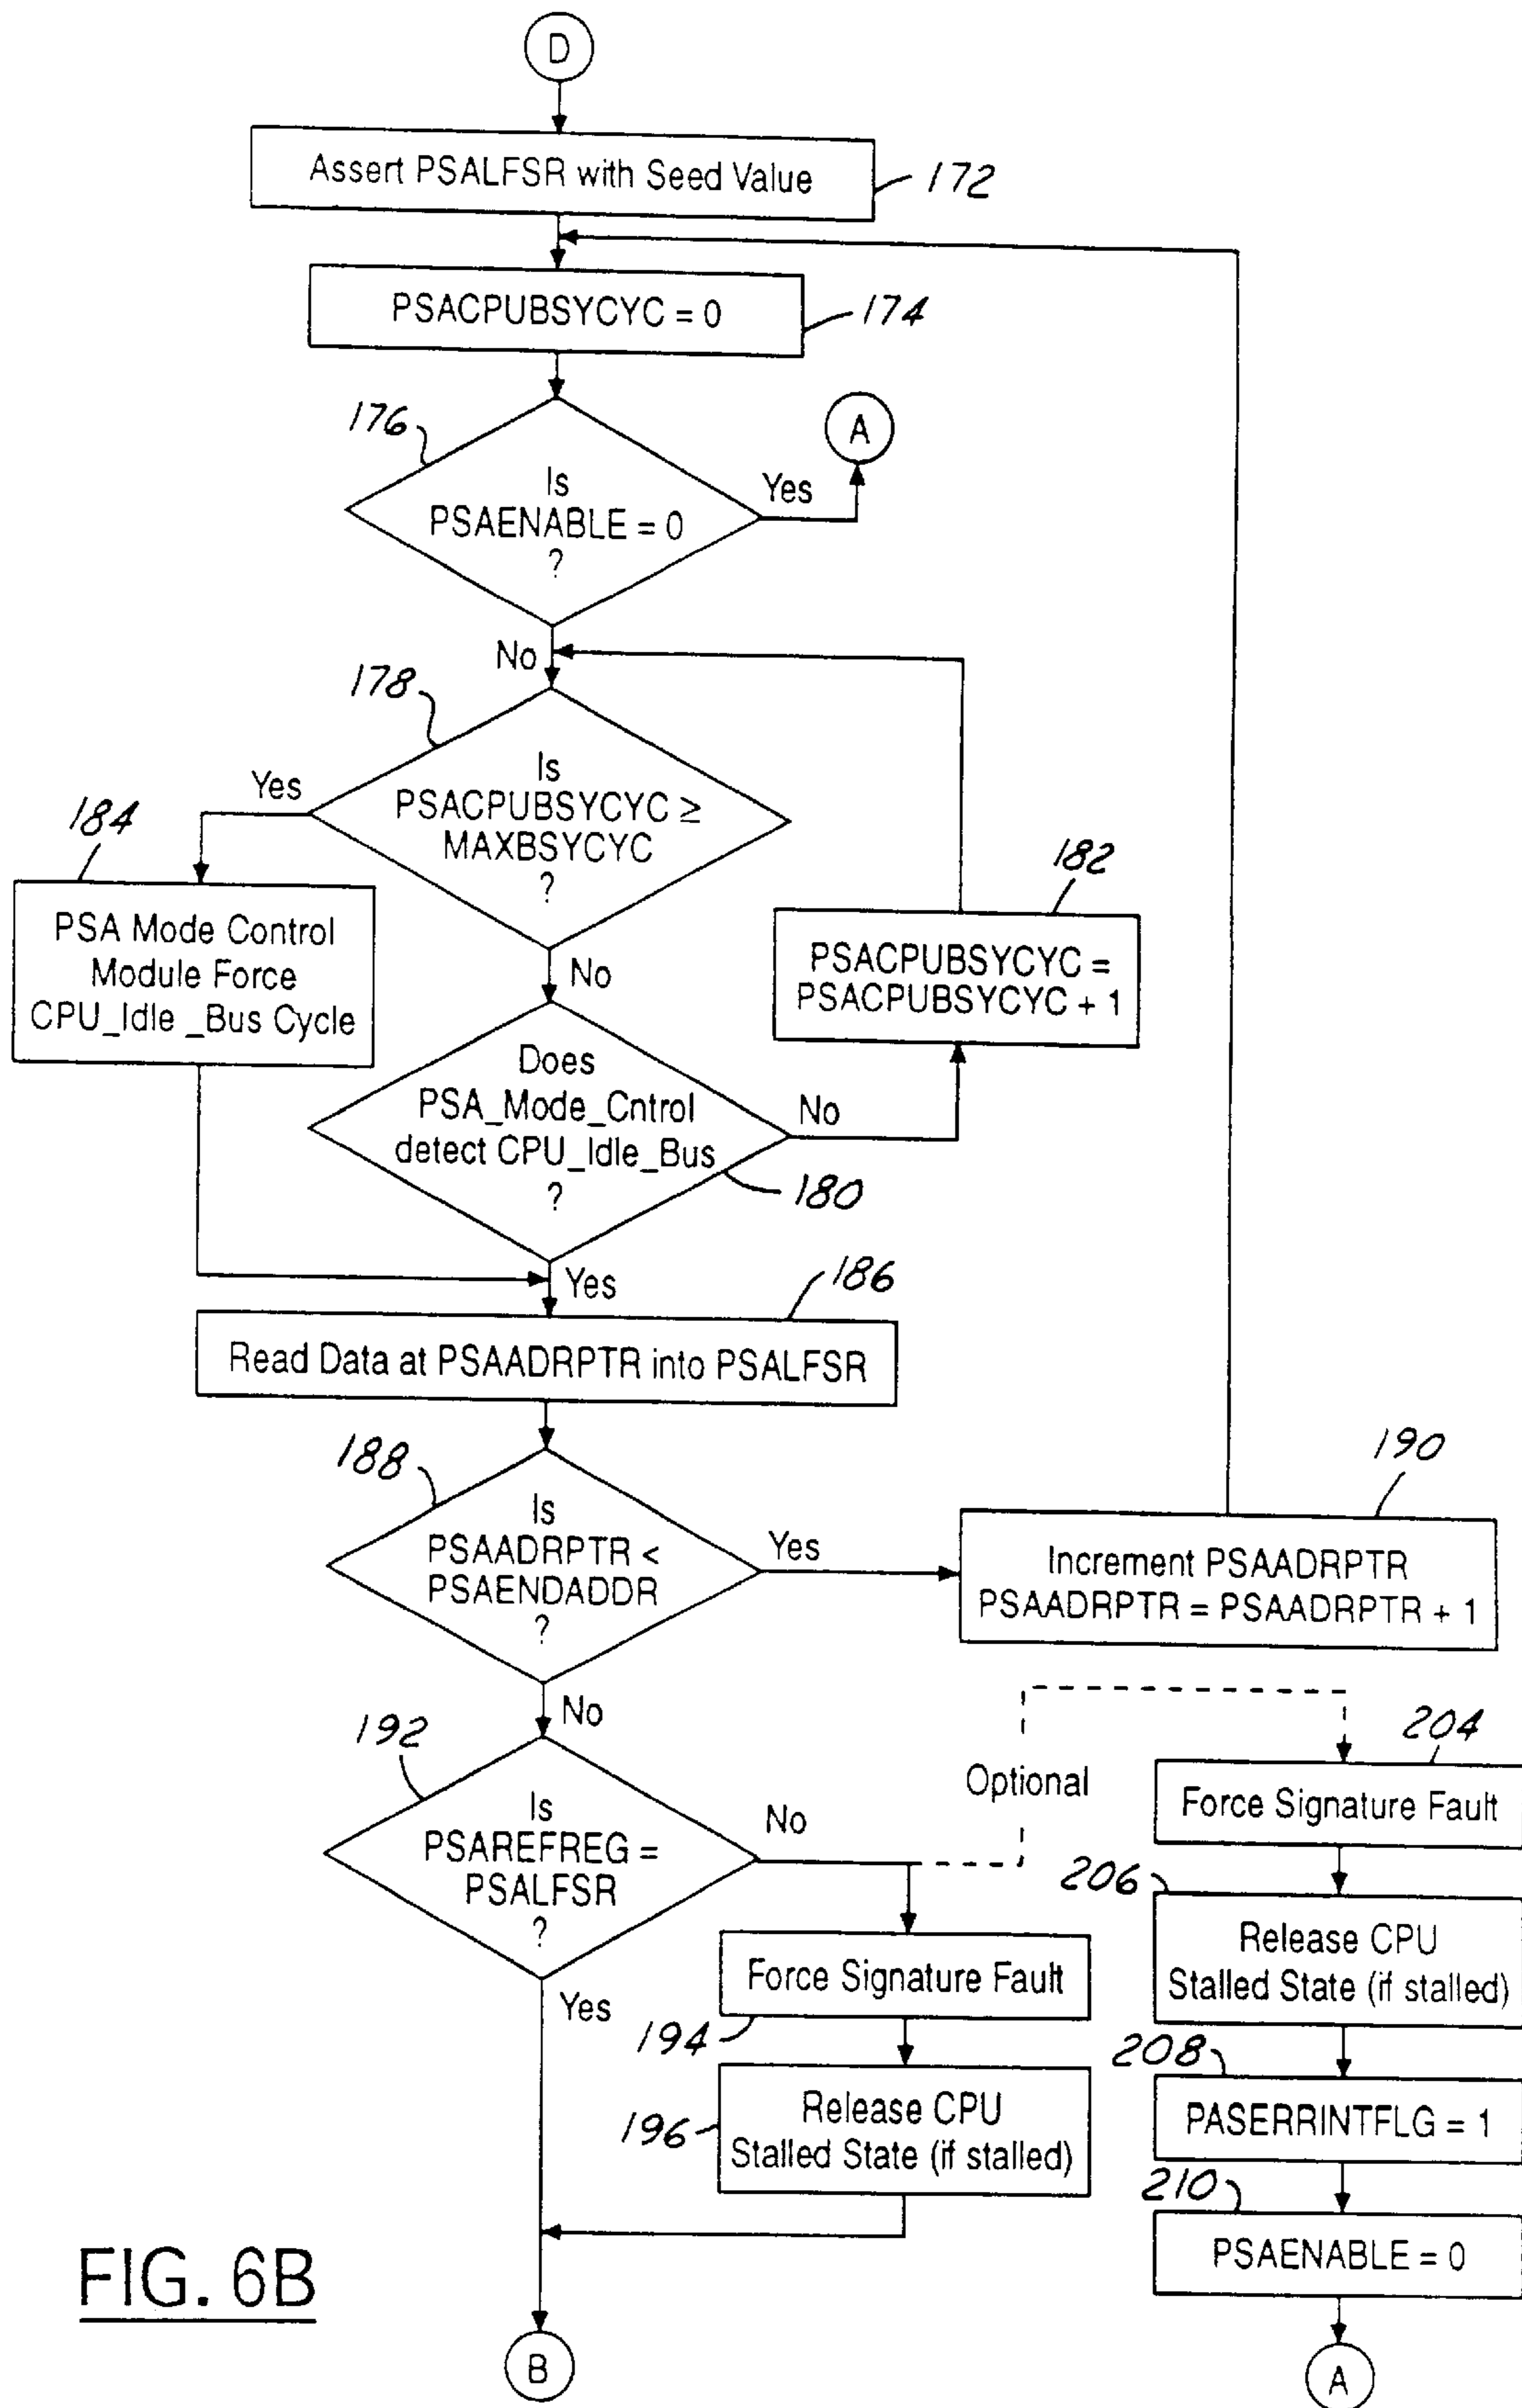 D
Assert PSALFSR with Seed Value
172
PSACPUBSYCYC = 0
174
176
A
Is
PSAENABLE = 0
?
Yes
No
178
Is
PSACPUBSYCYC ≥
MAXBSYCYC
?
Yes
184
PSA Mode Control
Module Force
CPU_Idle _Bus Cycle
182
PSACPUBSYCYC =
PSACPUBSYCYC + 1
No
Does
PSA_Mode_Cntrol
detect CPU_Idle_Bus
?
No
180
Yes
186
Read Data at PSAADRPTR into PSALFSR
188
Is
PSAADRPTR <
PSAENDADDR
?
Yes
190
Increment PSAADRPTR
PSAADRPTR = PSAADRPTR + 1
No
192
Is
PSAREFREG =
PSALFSR
?
No
Optional
Yes
Force Signature Fault
194
Release CPU
Stalled State (if stalled)
196
204
Force Signature Fault
206
Release CPU
Stalled State (if stalled)
208
PASERRINTFLG = 1
210
PSAENABLE = 0
FIG. 6B
B
A